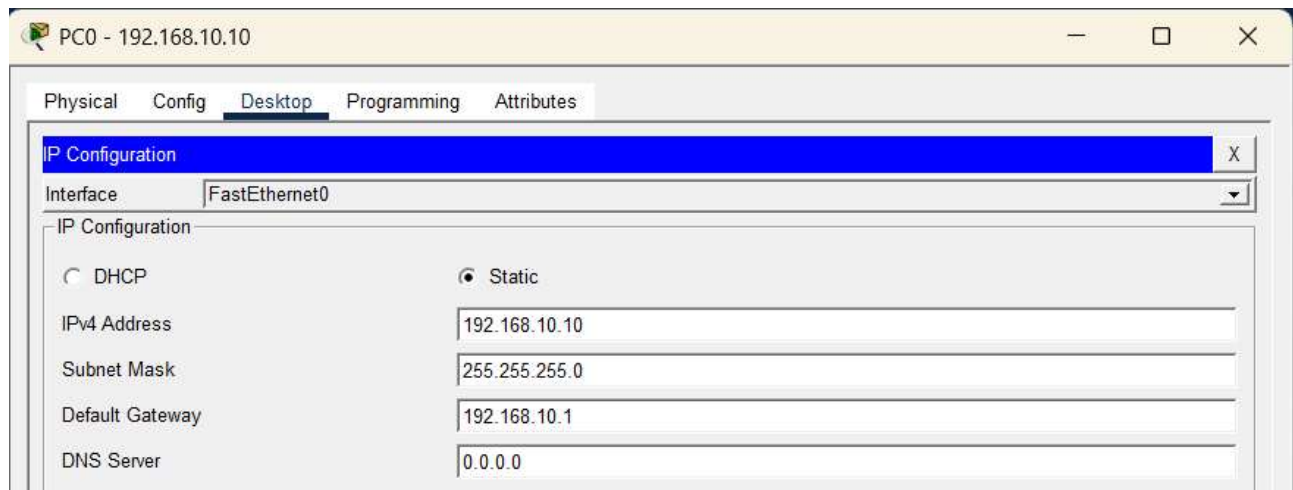 PC0 - 192.168.10.10
Physical Config Desktop Programming Attributes
IP Configuration X
Interface FastEthernet0
IP Configuration
DHCP Static
IPv4 Address 192.168.10.10
Subnet Mask 255.255.255.0
Default Gateway 192.168.10.1
DNS Server 0.0.0.0